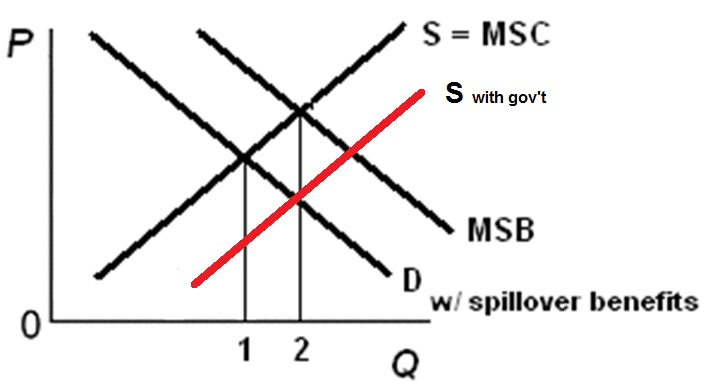 P
S = MSC
S with gov't
MSB
D
w/ spillover benefits
0
1 2
Q